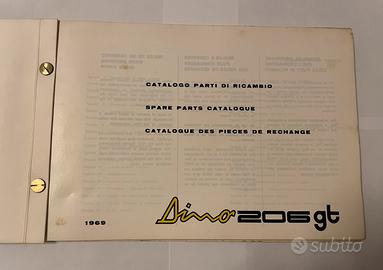 CATALOGO PARTI DI RICAMBIO
SPARE PARTS CATALOGUE
CATALOGUE DES PIECES DE RECHANGE
1969
Dino 206 gt
subito